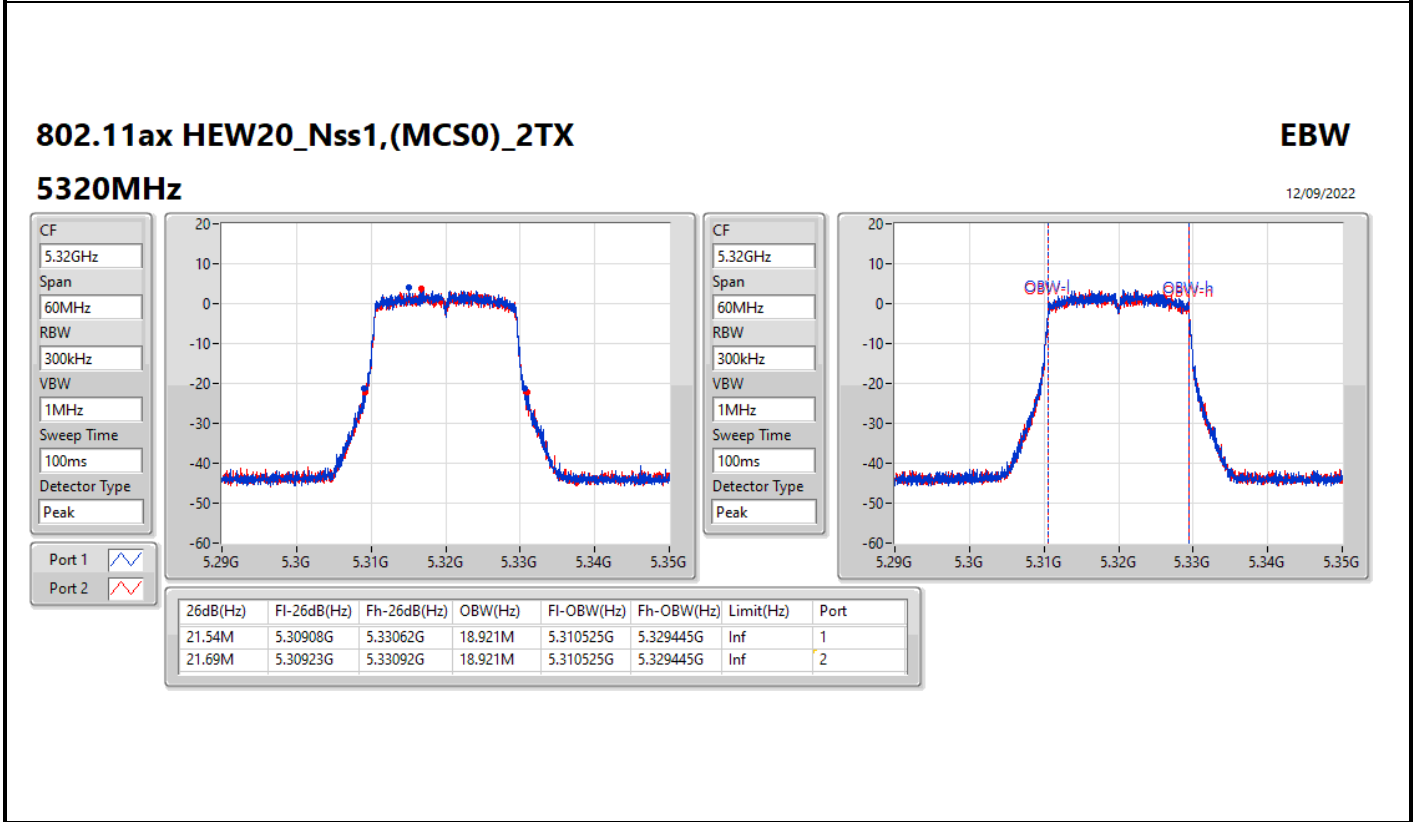 802.11ax HEW20_Nss1,(MCS0)_2TX
EBW
5320MHz
12/09/2022
CF
5.32GHz
Span
60MHz
RBW
300kHz
VBW
1MHz
Sweep Time
100ms
Detector Type
Peak
Port 1
Port 2
20
10
0
-10
-20
-30
-40
-50
-60
5.29G 5.3G 5.31G 5.32G 5.33G 5.34G 5.35G
CF
5.32GHz
Span
60MHz
RBW
300kHz
VBW
1MHz
Sweep Time
100ms
Detector Type
Peak
20
10
0
-10
-20
-30
-40
-50
-60
OBW-l OBW-h
5.29G 5.3G 5.31G 5.32G 5.33G 5.34G 5.35G
26dB(Hz) Fl-26dB(Hz) Fh-26dB(Hz) OBW(Hz) Fl-OBW(Hz) Fh-OBW(Hz) Limit(Hz) Port
21.54M 5.30908G 5.33062G 18.921M 5.310525G 5.329445G Inf 1
21.69M 5.30923G 5.33092G 18.921M 5.310525G 5.329445G Inf 2